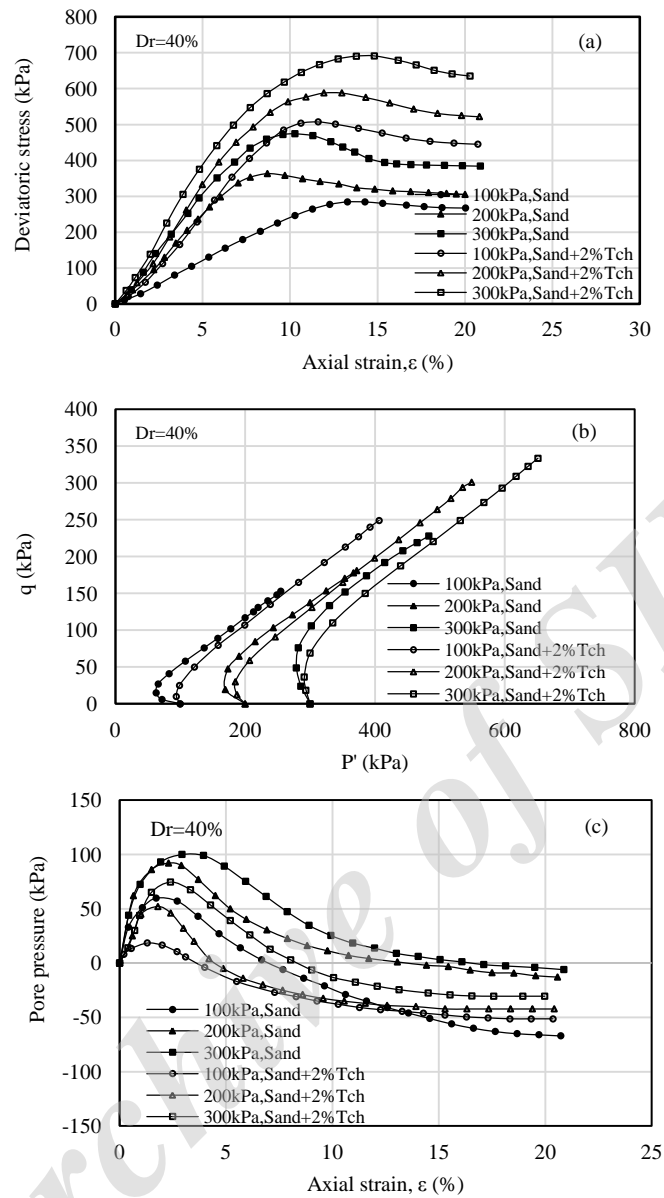 Dr=40%
(a)
Deviatoric stress (kPa)
800
700
600
500
400
300
200
100
0
100kPa,Sand
200kPa,Sand
300kPa,Sand
100kPa,Sand+2%Tch
200kPa,Sand+2%Tch
300kPa,Sand+2%Tch
0 5 10 15 20 25 30
Axial strain,ε (%)
Dr=40%
(b)
q (kPa)
400
350
300
250
200
150
100
50
0
100kPa,Sand
200kPa,Sand
300kPa,Sand
100kPa,Sand+2%Tch
200kPa,Sand+2%Tch
300kPa,Sand+2%Tch
0 200 400 600 800
P' (kPa)
Dr=40%
(c)
Pore pressure (kPa)
150
100
50
0
-50
-100
-150
100kPa,Sand
200kPa,Sand
300kPa,Sand
100kPa,Sand+2%Tch
200kPa,Sand+2%Tch
300kPa,Sand+2%Tch
0 5 10 15 20 25
Axial strain, ε (%)